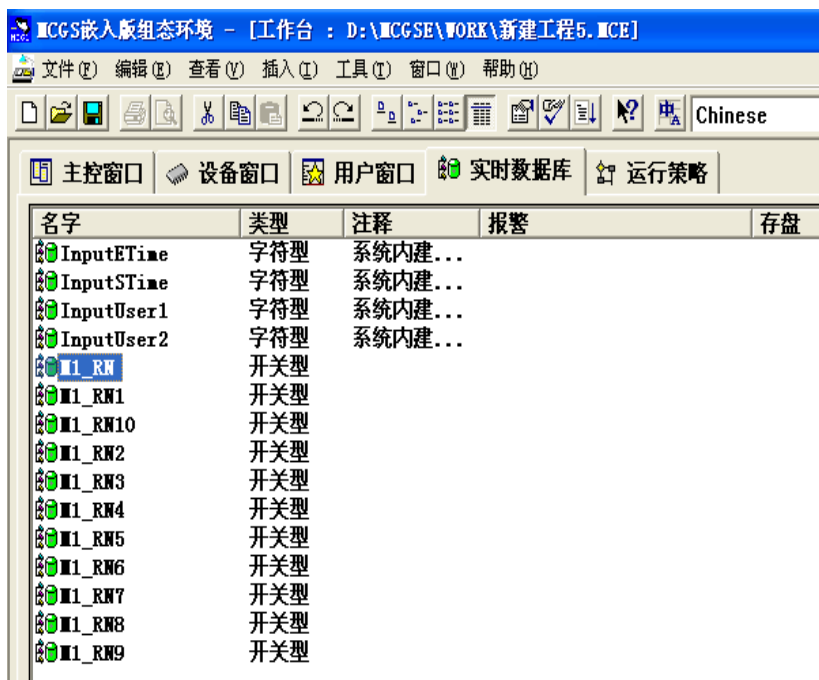 MCGS嵌入版组态环境 - [工作台 : D:\MCGSE\WORK\新建工程5.MCE]
文件(F) 编辑(E) 查看(V) 插入(I) 工具(T) 窗口(W) 帮助(H)
Chinese
主控窗口 设备窗口 用户窗口 实时数据库 运行策略
名字 类型 注释 报警 存盘
InputETime 字符型 系统内建...
InputSTime 字符型 系统内建...
InputUser1 字符型 系统内建...
InputUser2 字符型 系统内建...
M1_RN 开关型
M1_RN1 开关型
M1_RN10 开关型
M1_RN2 开关型
M1_RN3 开关型
M1_RN4 开关型
M1_RN5 开关型
M1_RN6 开关型
M1_RN7 开关型
M1_RN8 开关型
M1_RN9 开关型